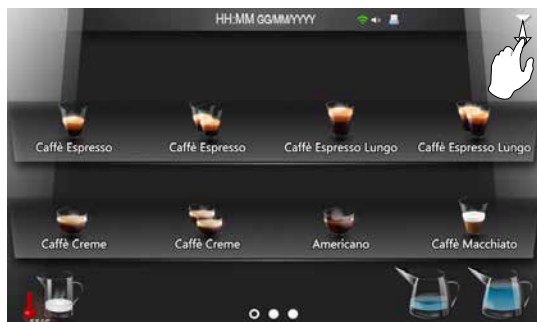 HH:MM GG/MM/YYYY
Caffè Espresso Caffè Espresso Caffè Espresso Lungo Caffè Espresso Lungo
Caffè Creme Caffè Creme Americano Caffè Macchiato